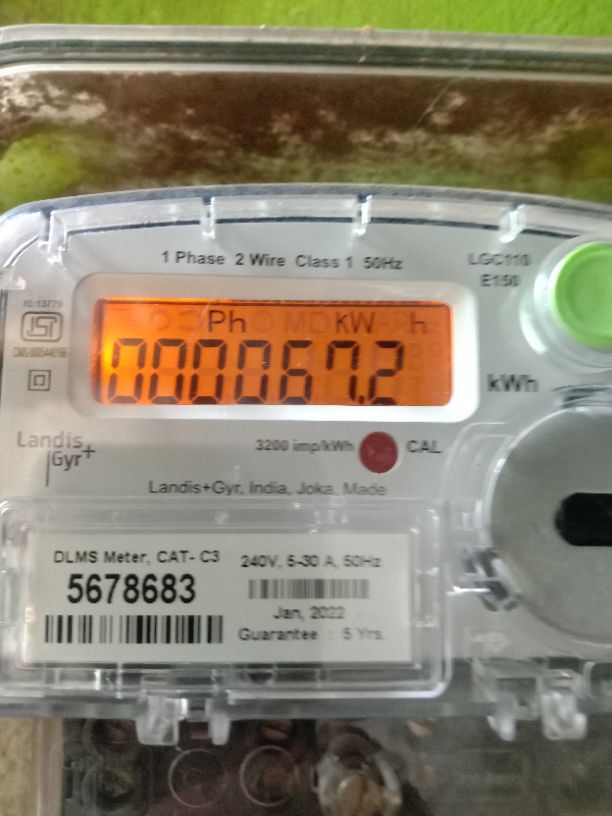 1 Phase 2 Wire Class 1 50Hz
LGC110
E150
IS:13779
Ph KW h
000067.2
kWh
Landis
Gyr+
3200 imp/kWh
CAL
Landis+Gyr, India, Joka. Made
DLMS Meter, CAT- C3
5678683
240V, 5-30 A, 50Hz
Jan, 2022
Guarantee : 5 Yrs.